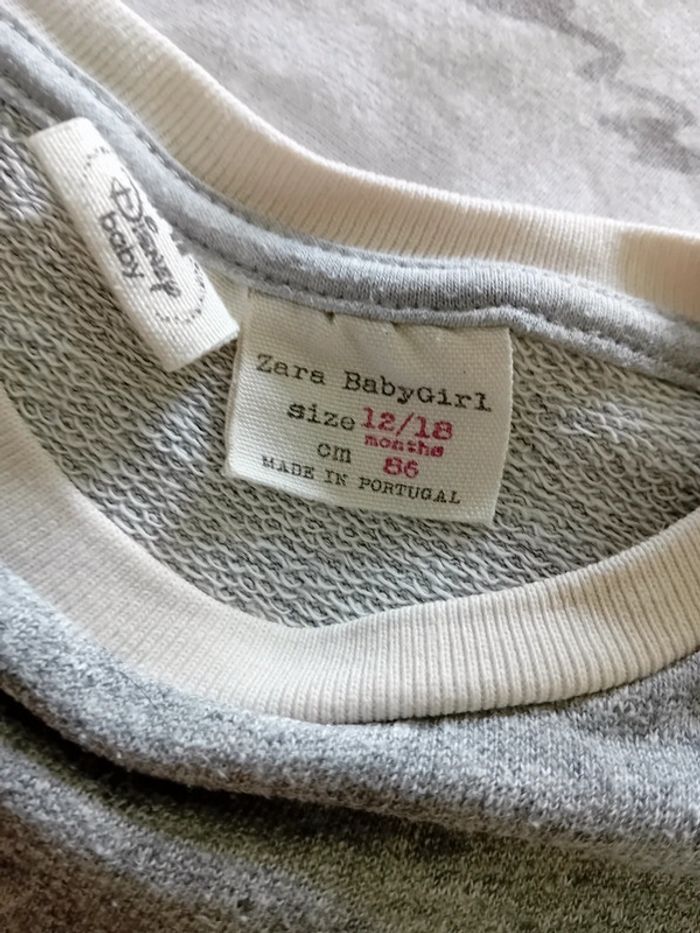 Disney
baby
Zara BabyGirl
size 12/18
months
cm 86
MADE IN PORTUGAL